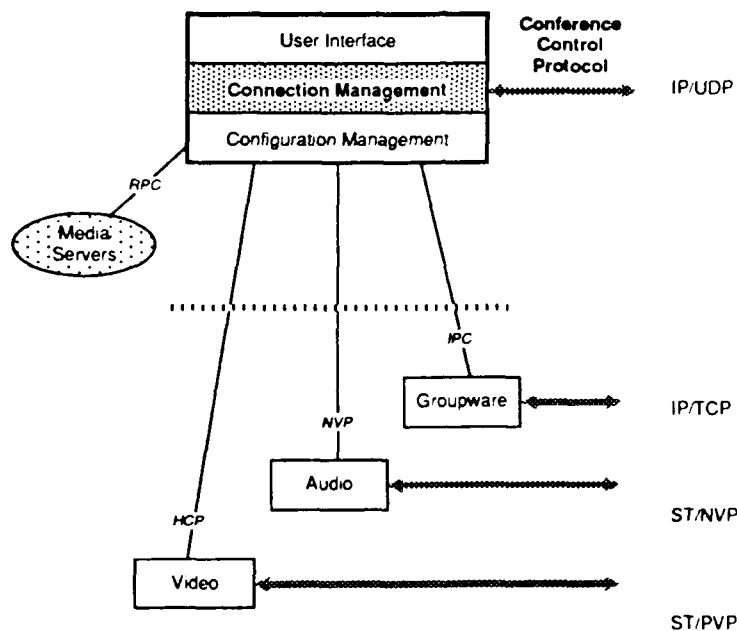 User Interface
Conference
Control
Protocol
Connection Management
IP/UDP
Configuration Management
RPC
Media
Servers
IPC
Groupware
IP/TCP
NVP
Audio
ST/NVP
HCP
Video
ST/PVP